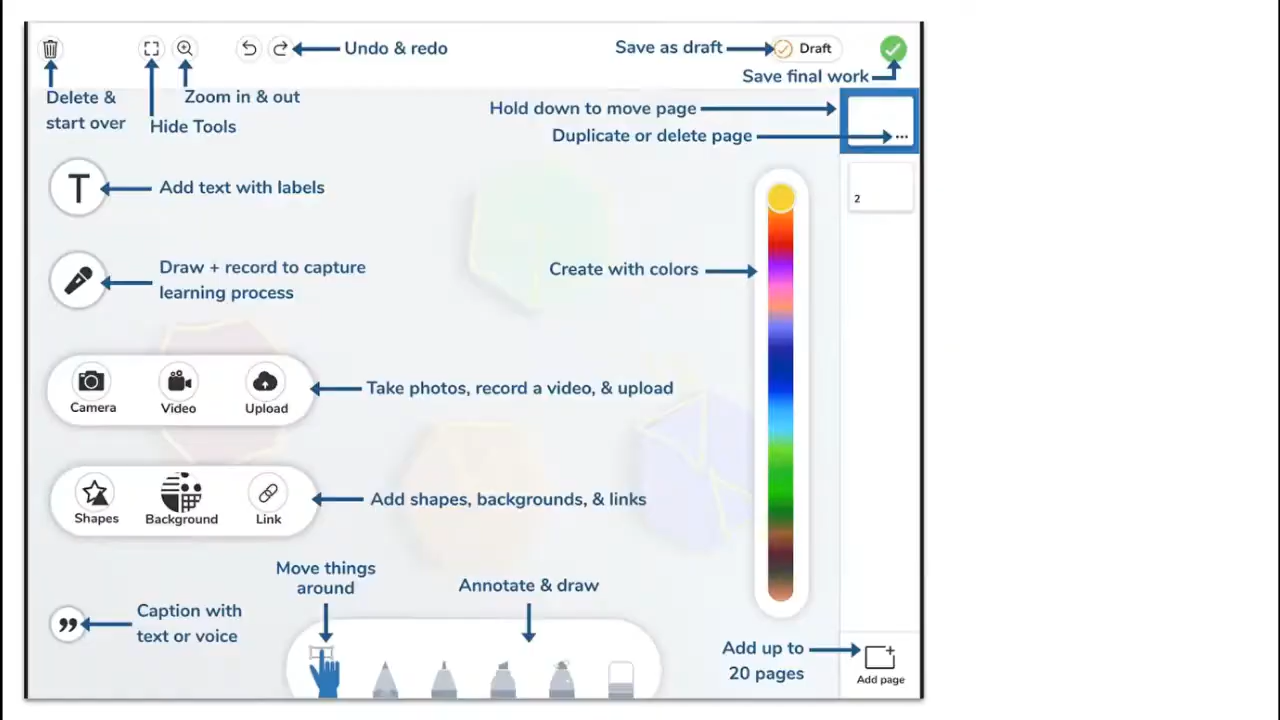 Undo & redo
Save as draft
Draft
Save final work
Delete &
start over
Zoom in & out
Hide Tools
Hold down to move page
Duplicate or delete page
...
T
Add text with labels
2
Draw + record to capture
learning process
Create with colors
Camera
Video
Upload
Take photos, record a video, & upload
Shapes
Background
Link
Add shapes, backgrounds, & links
Move things
around
Annotate & draw
Caption with
text or voice
Add up to
20 pages
Add page